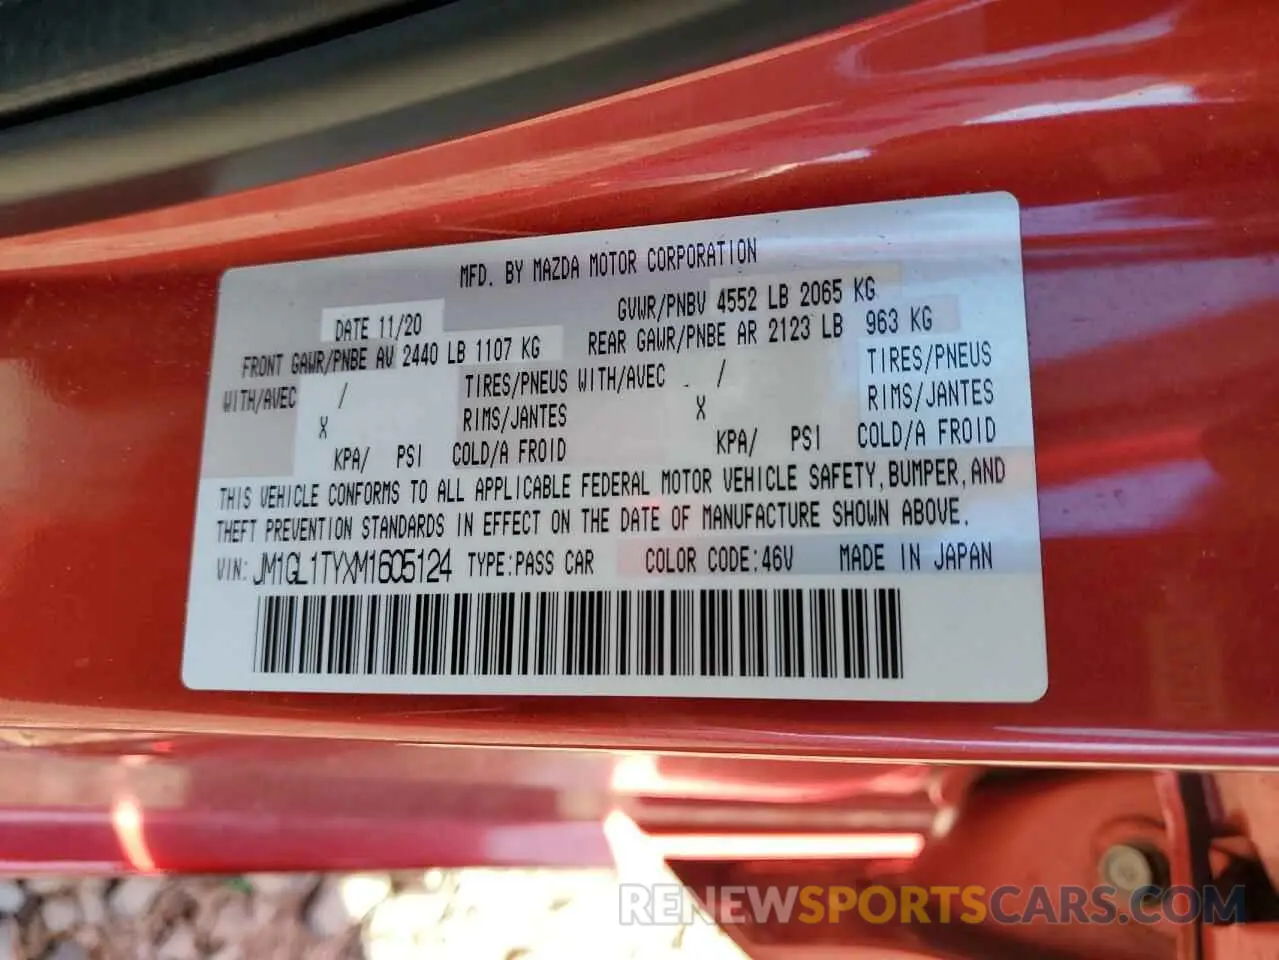 MFD. BY MAZDA MOTOR CORPORATION
DATE 11/20 GVWR/PNBV 4552 LB 2065 KG
FRONT GAWR/PNBE AV 2440 LB 1107 KG REAR GAWR/PNBE AR 2123 LB 963 KG
WITH/AVEC / TIRES/PNEUS WITH/AVEC / TIRES/PNEUS
X RIMS/JANTES X RIMS/JANTES
KPA/ PSI COLD/A FROID KPA/ PSI COLD/A FROID
THIS VEHICLE CONFORMS TO ALL APPLICABLE FEDERAL MOTOR VEHICLE SAFETY, BUMPER, AND
THEFT PREVENTION STANDARDS IN EFFECT ON THE DATE OF MANUFACTURE SHOWN ABOVE.
VIN: JM1GL1TYXM1605124 TYPE:PASS CAR COLOR CODE:46V MADE IN JAPAN
RENEWSPORTSCARS.COM